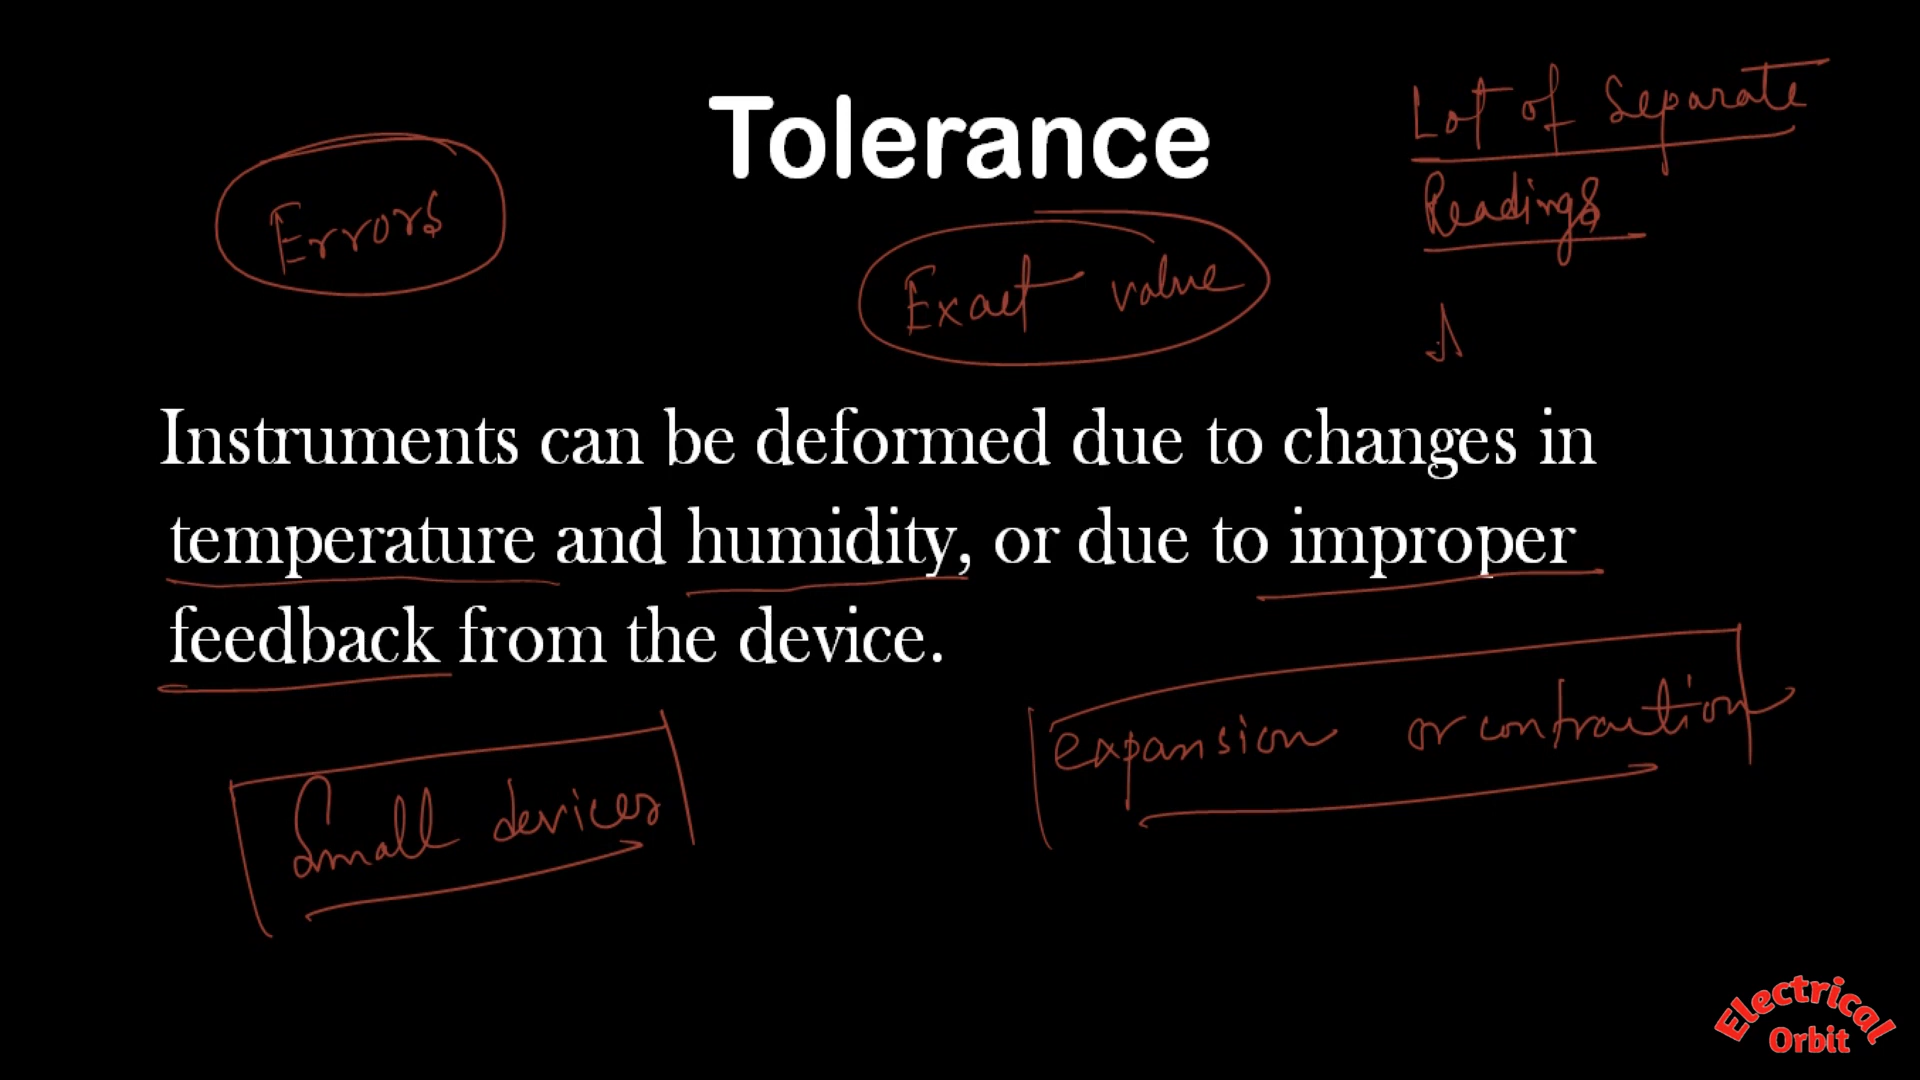 Tolerance
Lot of Separate
Readings
Errors
Exact value
Instruments can be deformed due to changes in
temperature and humidity, or due to improper
feedback from the device.
expansion or contraction
Small devices
Electrical
Orbit